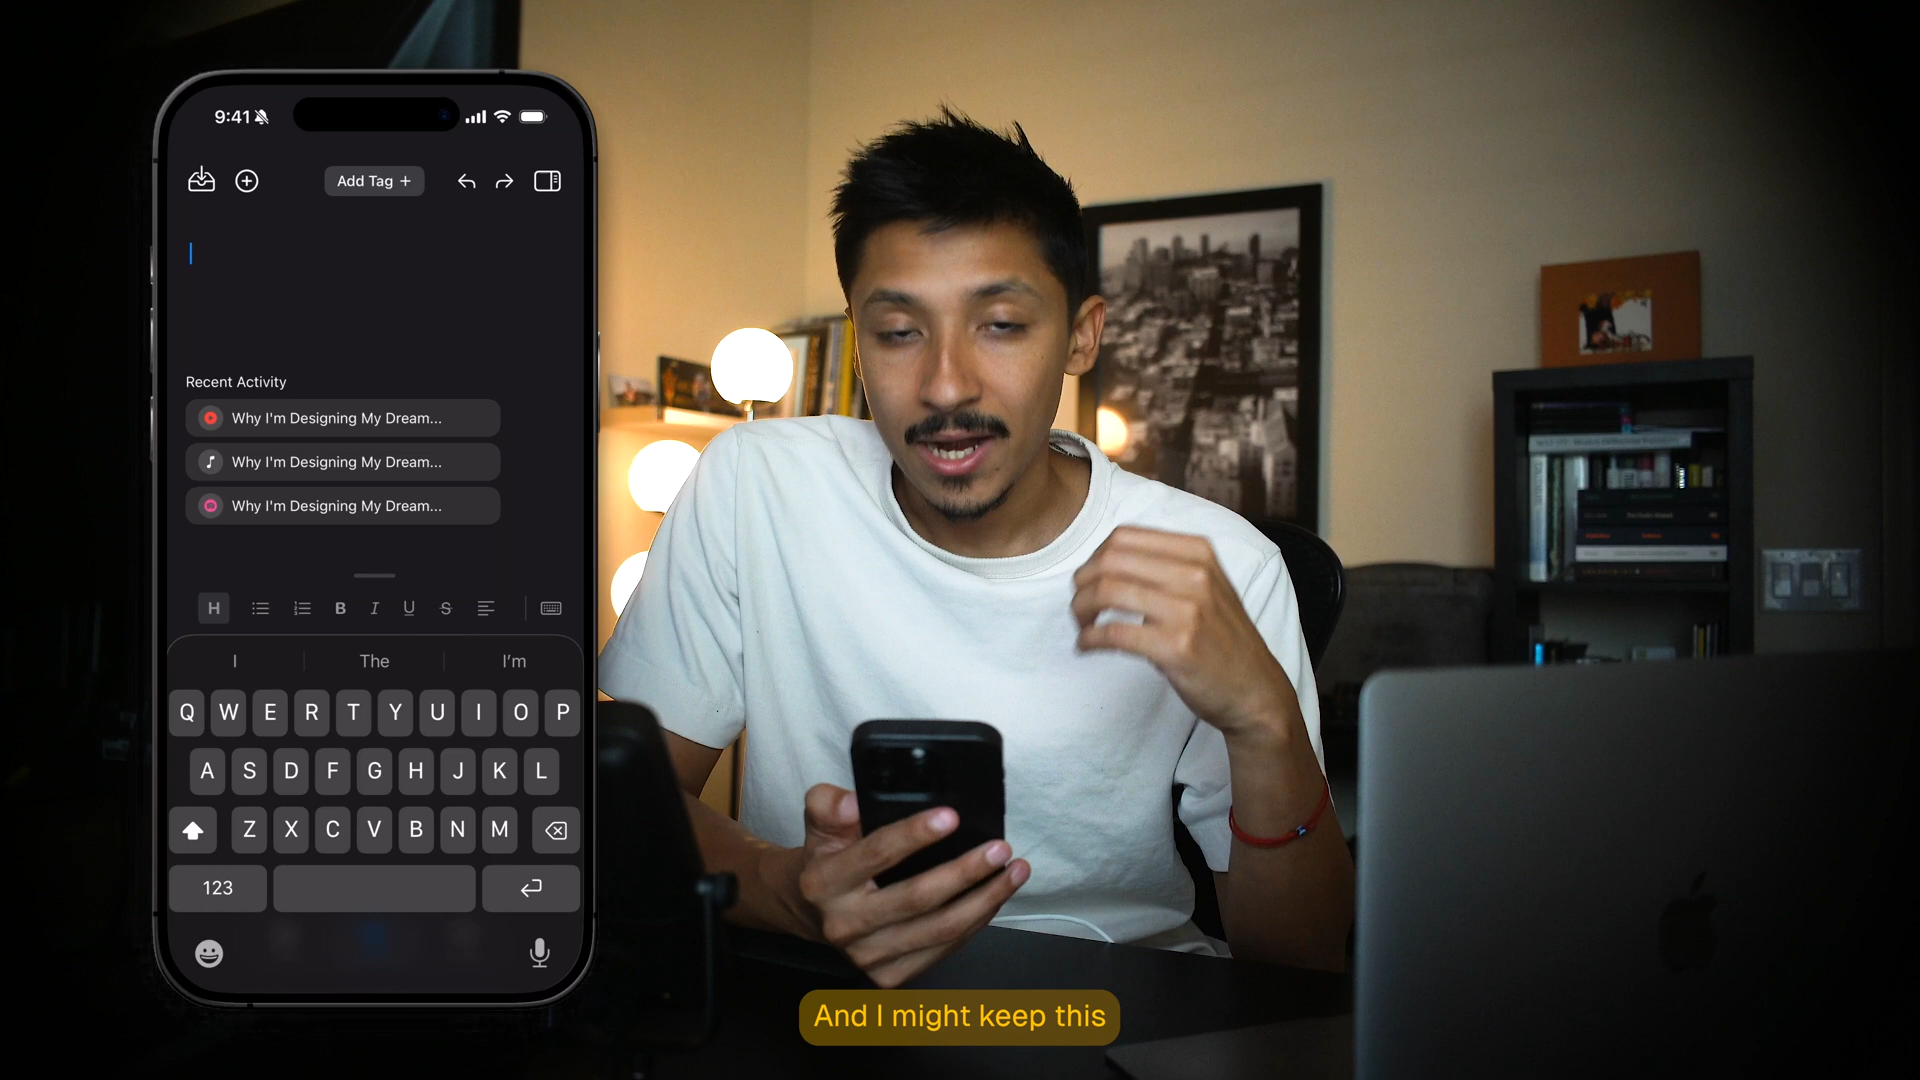 9:41
Add Tag +
Recent Activity
Why I'm Designing My Dream...
Why I'm Designing My Dream...
Why I'm Designing My Dream...
H B I U S
I The I'm
Q W E R T Y U I O P
A S D F G H J K L
Z X C V B N M
123
And I might keep this